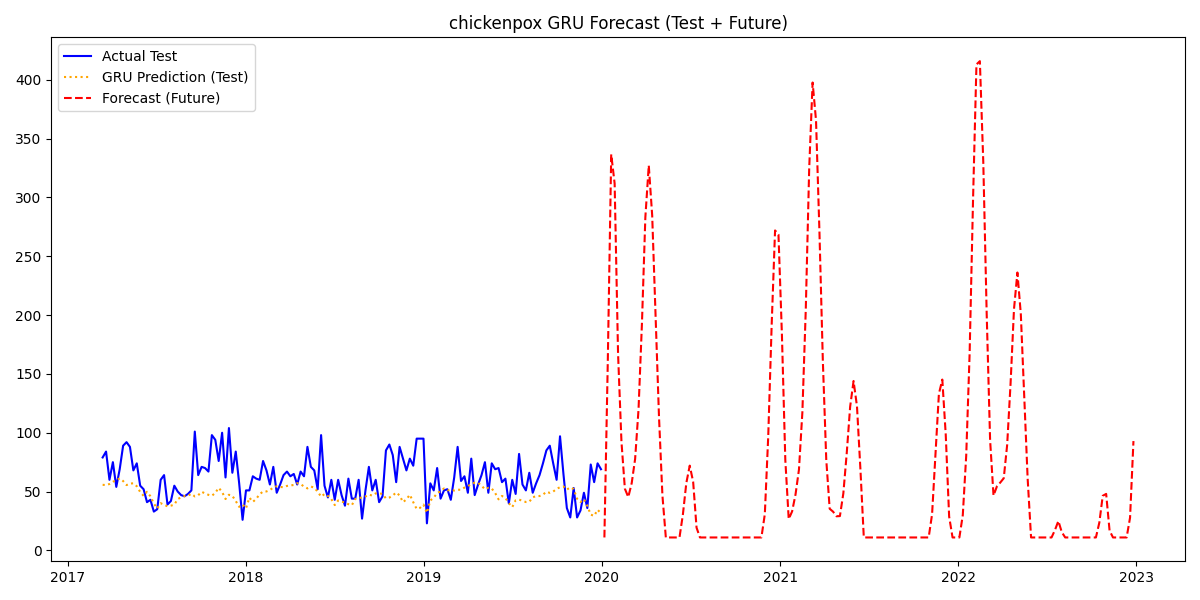 chickenpox GRU Forecast (Test + Future)
Actual Test
GRU Prediction (Test)
Forecast (Future)
400
350
300
250
200
150
100
50
0
2017 2018 2019 2020 2021 2022 2023